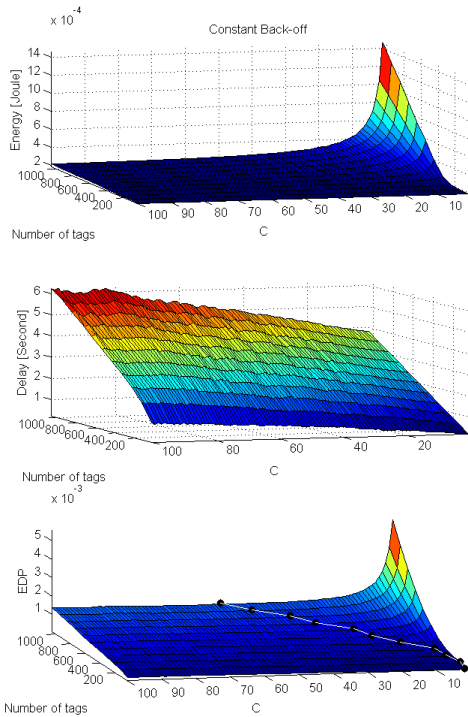 x 10^-4
Constant Back-off
14
12
10
8
6
4
2
Energy [Joule]
1000
800
600
400
200
Number of tags
100 90 80 70 60 50 40 30 20 10
C
6
5
4
3
2
1
Delay [Second]
1000
800
600
400
200
Number of tags
100 80 60 40 20
C
x 10^-3
5
4
3
2
1
EDP
1000
800
600
400
200
Number of tags
100 90 80 70 60 50 40 30 20 10
C